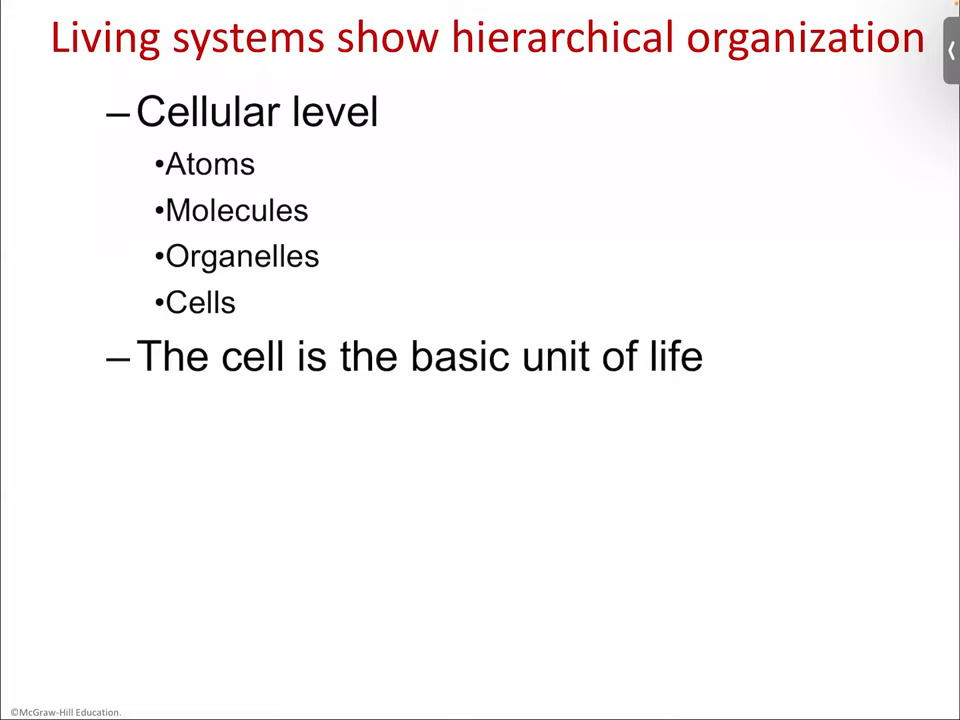 Living systems show hierarchical organization
–Cellular level
•Atoms
•Molecules
•Organelles
•Cells
–The cell is the basic unit of life
©McGraw-Hill Education.